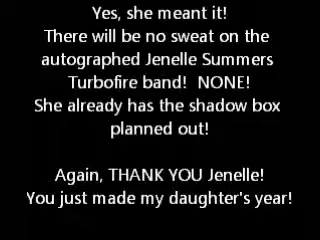 Yes, she meant it!
There will be no sweat on the
autographed Jenelle Summers
Turbofire band!  NONE!
She already has the shadow box
planned out!

Again, THANK YOU Jenelle!
You just made my daughter's year!